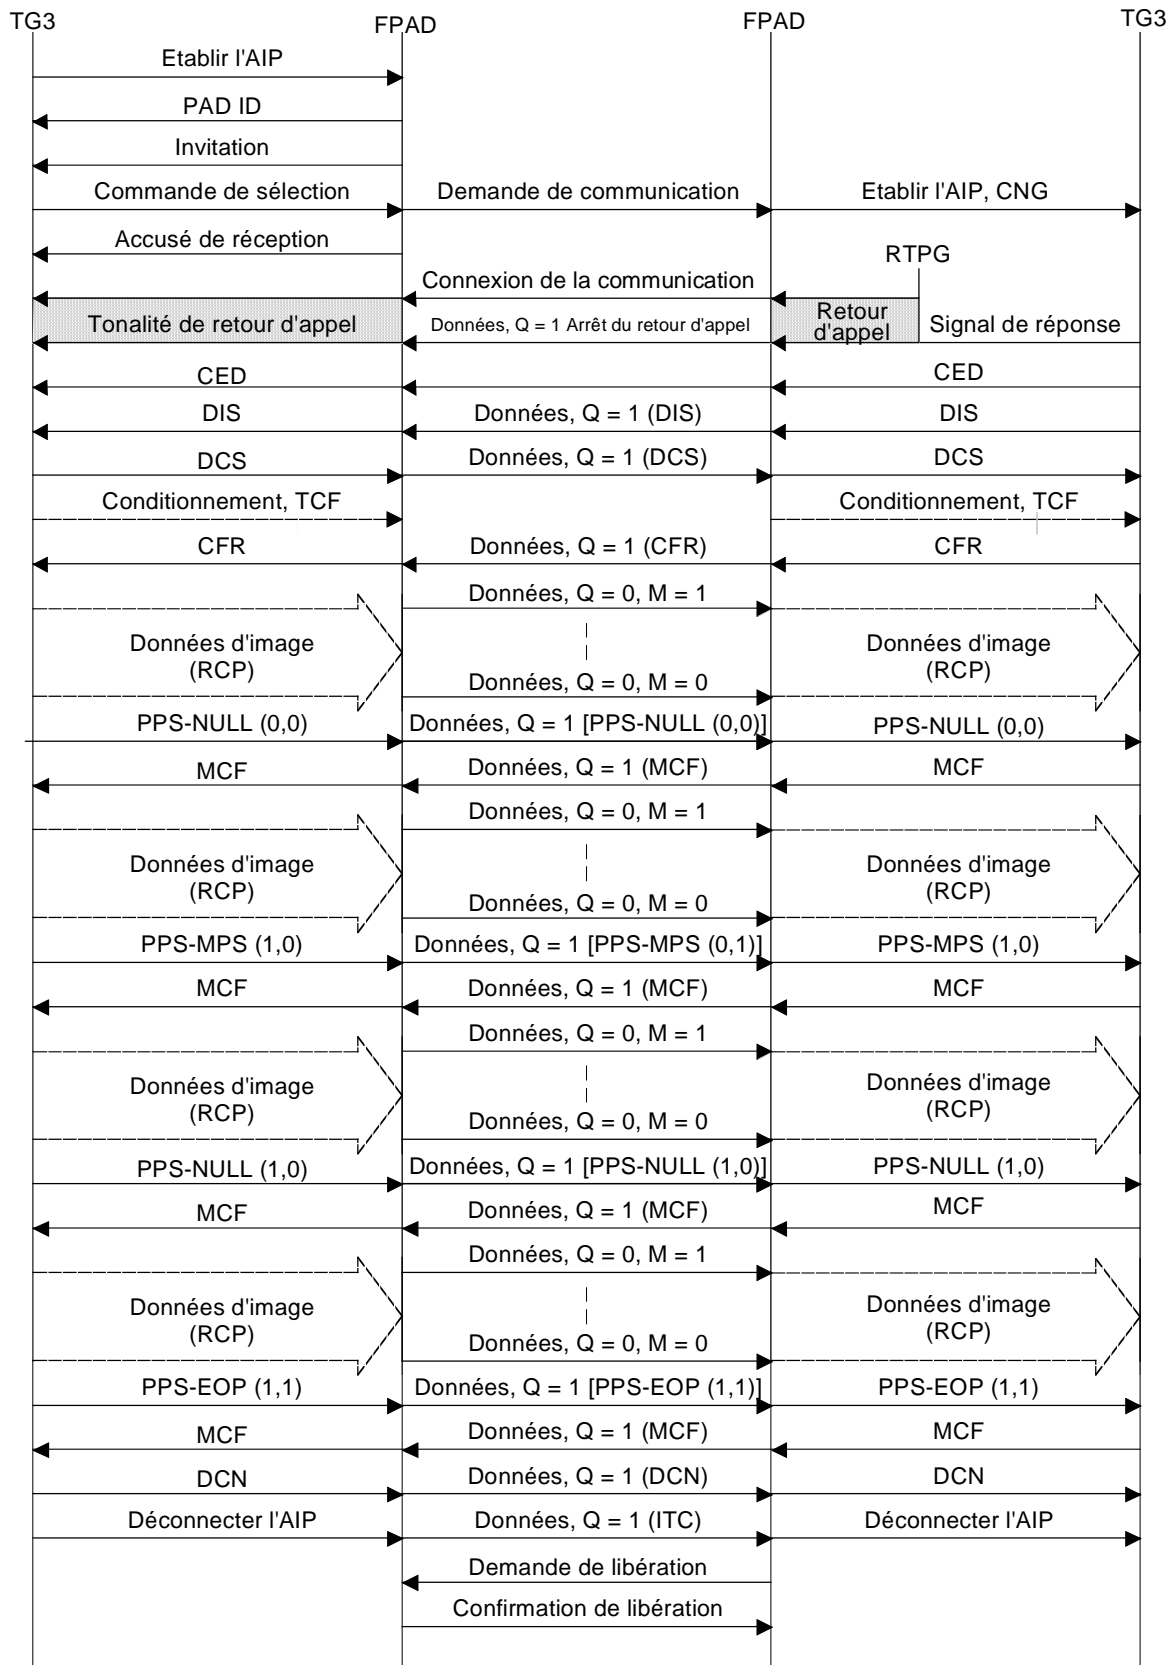 TG3 FPAD FPAD TG3
Etablir l'AIP
PAD ID
Invitation
Commande de sélection Demande de communication Etablir l'AIP, CNG
Accusé de réception
RTPG
Connexion de la communication
Tonalité de retour d'appel Données, Q = 1 Arrêt du retour d'appel Retour
d'appel Signal de réponse
CED CED
DIS Données, Q = 1 (DIS) DIS
DCS Données, Q = 1 (DCS) DCS
Conditionnement, TCF Conditionnement, TCF
CFR Données, Q = 1 (CFR) CFR
Données, Q = 0, M = 1
Données d'image
(RCP)
Données d'image
(RCP)
Données, Q = 0, M = 0
PPS-NULL (0,0) Données, Q = 1 [PPS-NULL (0,0)] PPS-NULL (0,0)
MCF Données, Q = 1 (MCF) MCF
Données, Q = 0, M = 1
Données d'image
(RCP)
Données d'image
(RCP)
Données, Q = 0, M = 0
PPS-MPS (1,0) Données, Q = 1 [PPS-MPS (0,1)] PPS-MPS (1,0)
MCF Données, Q = 1 (MCF) MCF
Données, Q = 0, M = 1
Données d'image
(RCP)
Données d'image
(RCP)
Données, Q = 0, M = 0
PPS-NULL (1,0) Données, Q = 1 [PPS-NULL (1,0)] PPS-NULL (1,0)
MCF Données, Q = 1 (MCF) MCF
Données, Q = 0, M = 1
Données d'image
(RCP)
Données d'image
(RCP)
Données, Q = 0, M = 0
PPS-EOP (1,1) Données, Q = 1 [PPS-EOP (1,1)] PPS-EOP (1,1)
MCF Données, Q = 1 (MCF) MCF
DCN Données, Q = 1 (DCN) DCN
Déconnecter l'AIP Données, Q = 1 (ITC) Déconnecter l'AIP
Demande de libération
Confirmation de libération